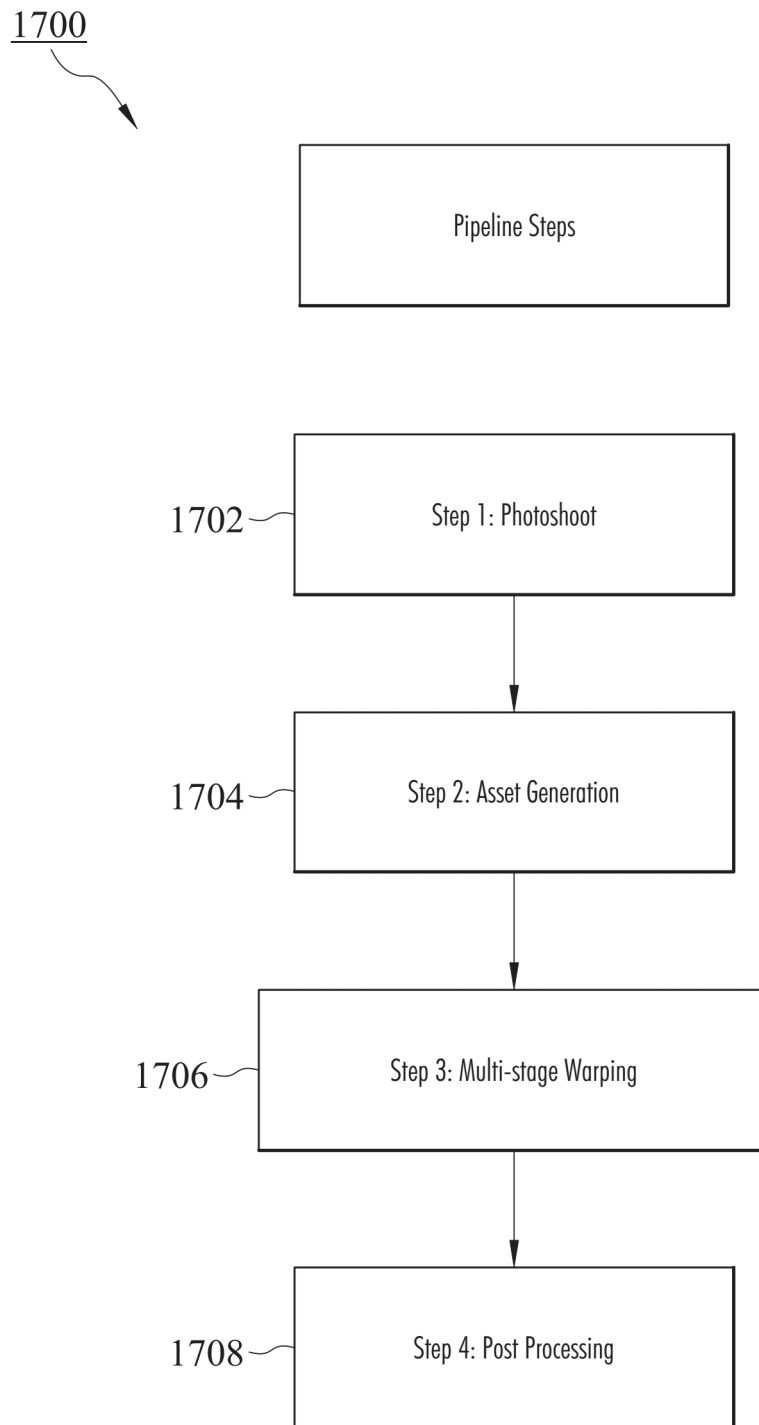 1700
Pipeline Steps
1702
Step 1: Photoshoot
1704
Step 2: Asset Generation
1706
Step 3: Multi-stage Warping
1708
Step 4: Post Processing